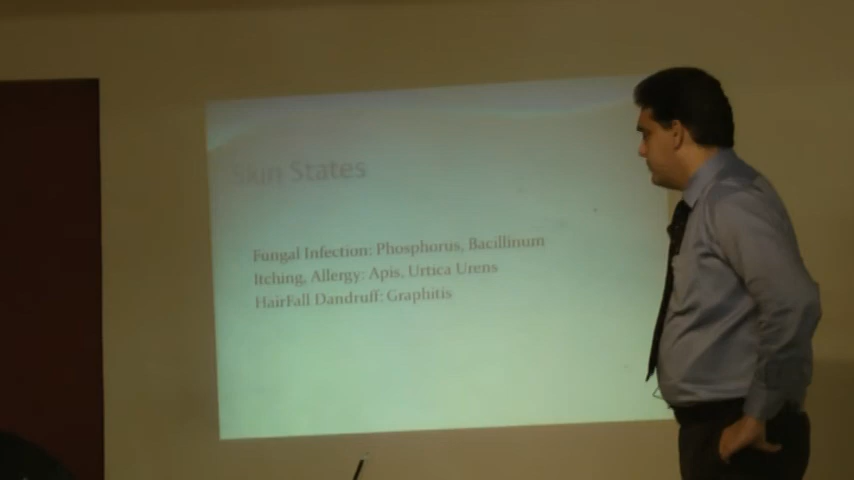 Skin States
Fungal Infection: Phosphorus, Bacillinum
Itching, Allergy: Apis, Urtica Urens
HairFall Dandruff: Graphitis